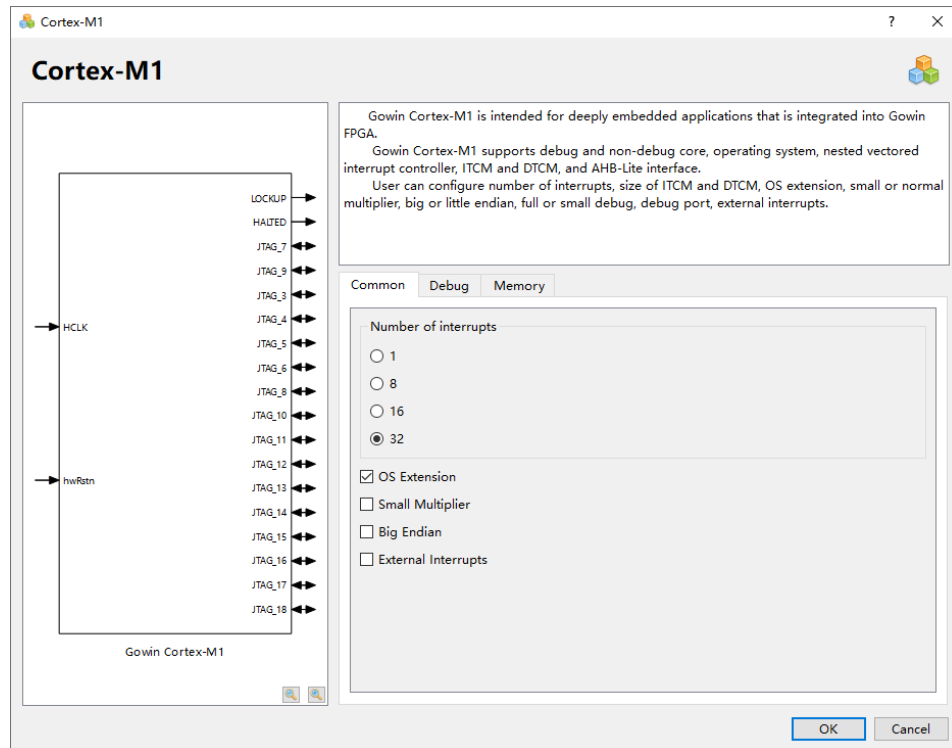 Cortex-M1
Cortex-M1
LOCKUP
HALTED
JTAG_7
JTAG_9
JTAG_3
HCLK
JTAG_4
JTAG_5
JTAG_6
JTAG_8
JTAG_10
JTAG_11
JTAG_12
hwRstn
JTAG_13
JTAG_14
JTAG_15
JTAG_16
JTAG_17
JTAG_18
Gowin Cortex-M1
Gowin Cortex-M1 is intended for deeply embedded applications that is integrated into Gowin
FPGA.
Gowin Cortex-M1 supports debug and non-debug core, operating system, nested vectored
interrupt controller, ITCM and DTCM, and AHB-Lite interface.
User can configure number of interrupts, size of ITCM and DTCM, OS extension, small or normal
multiplier, big or little endian, full or small debug, debug port, external interrupts.
Common Debug Memory
Number of interrupts
1
8
16
32
OS Extension
Small Multiplier
Big Endian
External Interrupts
OK Cancel